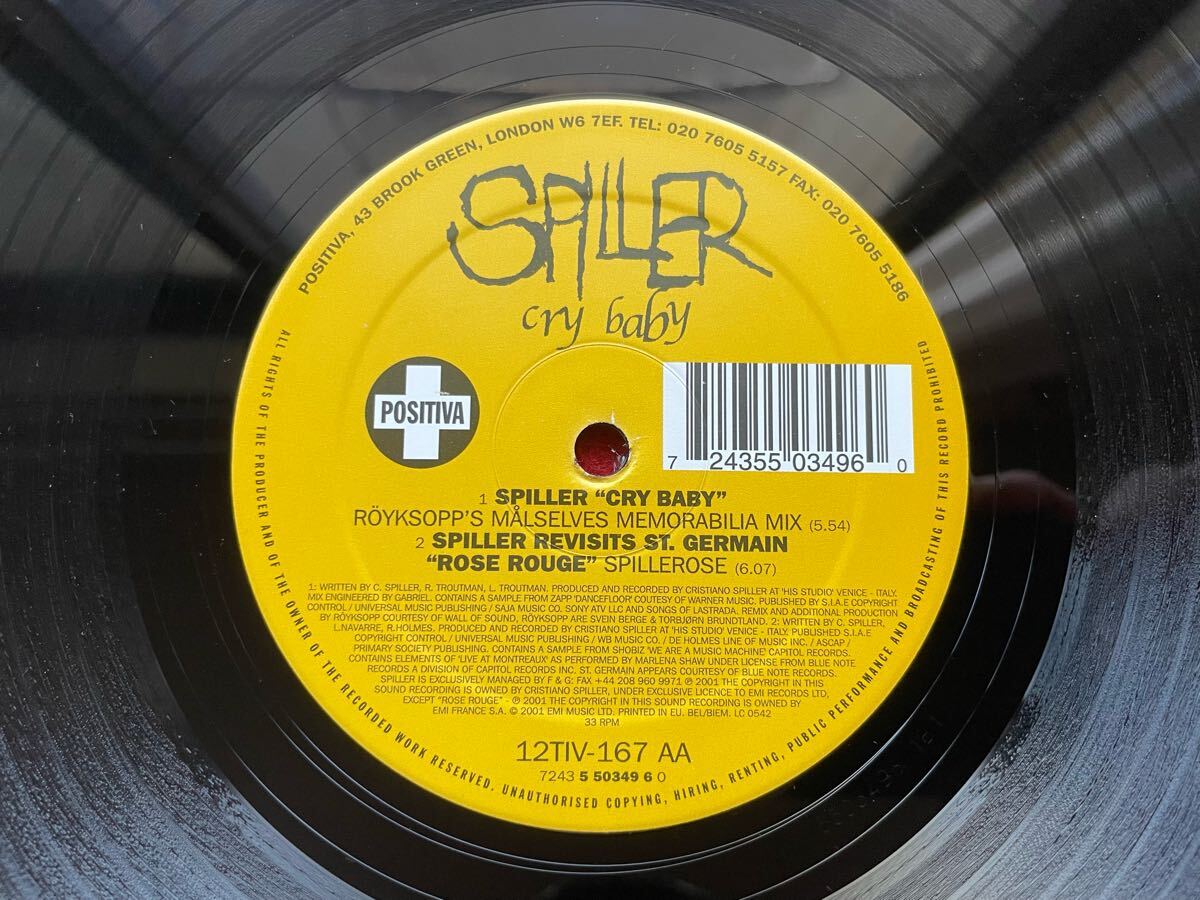 POSITIVA, 43 BROOK GREEN, LONDON W6 7EF. TEL: 020 7605 5157 FAX: 020 7605 5186
SPILLER
cry baby
POSITIVA
7 24355 03496 0
1 SPILLER “CRY BABY”
RÖYKSOPP'S MÅLSELVES MEMORABILIA MIX (5.54)
2 SPILLER REVISITS ST. GERMAIN
“ROSE ROUGE” SPILLEROSE (6.07)
1: WRITTEN BY C. SPILLER, R. TROUTMAN, L. TROUTMAN. PRODUCED AND RECORDED BY CRISTIANO SPILLER AT 'HIS STUDIO' VENICE - ITALY.
MIX ENGINEERED BY GABRIEL. CONTAINS A SAMPLE FROM ZAPP 'DANCEFLOOR' COUTESY OF WARNER MUSIC. PUBLISHED BY S.I.A.E COPYRIGHT
CONTROL / UNIVERSAL MUSIC PUBLISHING / SAJA MUSIC CO. SONY ATV LLC AND SONGS OF LASTRADA. REMIX AND ADDITIONAL PRODUCTION
BY RÖYKSOPP COURTESY OF WALL OF SOUND, RÖYKSOPP ARE SVEIN BERGE & TORBJØRN BRUNDTLAND. 2: WRITTEN BY C. SPILLER,
L.NAVARRE, R.HOLMES. PRODUCED AND RECORDED BY CRISTIANO SPILLER AT 'HIS STUDIO' VENICE - ITALY. PUBLISHED S.I.A.E
COPYRIGHT CONTROL / UNIVERSAL MUSIC PUBLISHING / WB MUSIC CO. / DE HOLMES LINE OF MUSIC INC. / ASCAP /
PRIMARY SOCIETY PUBLISHING. CONTAINS A SAMPLE FROM SHOBIZ 'WE ARE A MUSIC MACHINE' CAPITOL RECORDS.
CONTAINS ELEMENTS OF 'LIVE AT MONTREAUX' AS PERFORMED BY MARLENA SHAW UNDER LICENSE FROM BLUE NOTE
RECORDS A DIVISION OF CAPITOL RECORDS INC. ST. GERMAIN APPEARS COURTESY OF BLUE NOTE RECORDS.
SPILLER IS EXCLUSIVELY MANAGED BY F & G: FAX +44 208 960 9971 ℗ 2001 THE COPYRIGHT IN THIS
SOUND RECORDING IS OWNED BY CRISTIANO SPILLER, UNDER EXCLUSIVE LICENCE TO EMI RECORDS LTD,
EXCEPT “ROSE ROUGE” - ℗ 2001 THE COPYRIGHT IN THIS SOUND RECORDING IS OWNED BY
EMI FRANCE S.A. © 2001 EMI MUSIC LTD. PRINTED IN EU. BEL/BIEM. LC 0542
33 RPM
12TIV-167 AA
7243 5 50349 6 0
ALL RIGHTS OF THE PRODUCER AND OF THE OWNER OF THE RECORDED WORK RESERVED. UNAUTHORISED COPYING, HIRING, RENTING, PUBLIC PERFORMANCE AND BROADCASTING OF THIS RECORD PROHIBITED